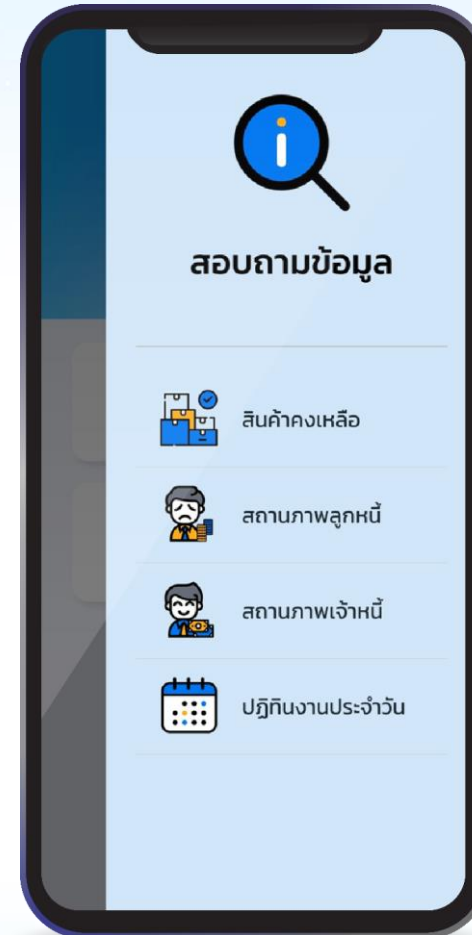 สอบถามข้อมูล
สินค้าคงเหลือ
สถานภาพลูกหนี้
สถานภาพเจ้าหนี้
ปฏิทินงานประจำวัน